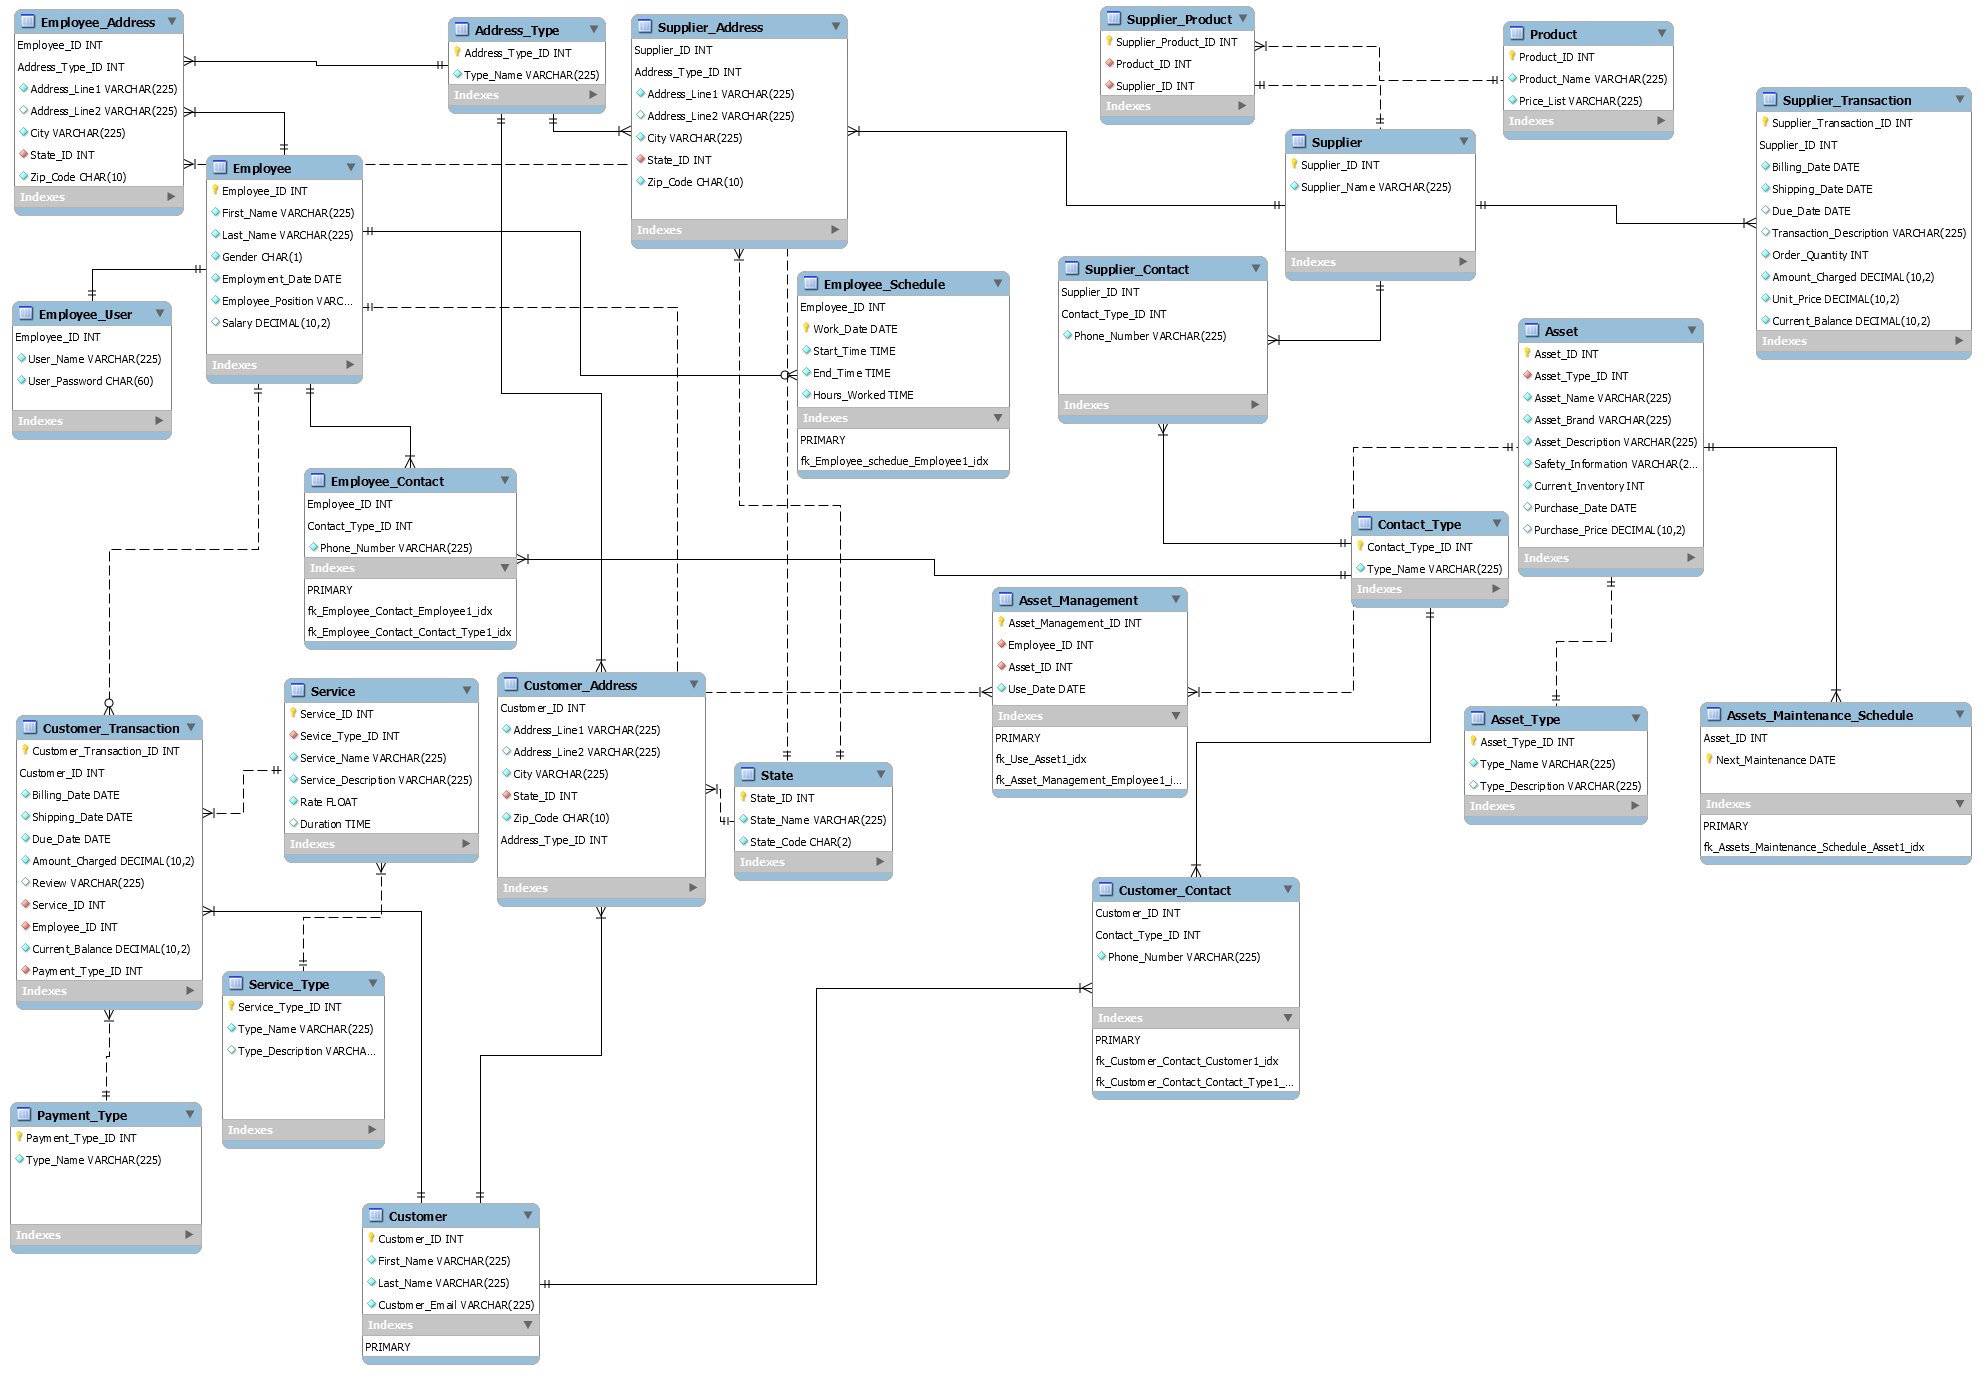 Employee_Address
Employee_ID INT
Address_Type_ID INT
Address_Line1 VARCHAR(225)
Address_Line2 VARCHAR(225)
City VARCHAR(225)
State_ID INT
Zip_Code CHAR(10)
Indexes
Address_Type
Address_Type_ID INT
Type_Name VARCHAR(225)
Indexes
Supplier_Address
Supplier_ID INT
Address_Type_ID INT
Address_Line1 VARCHAR(225)
Address_Line2 VARCHAR(225)
City VARCHAR(225)
State_ID INT
Zip_Code CHAR(10)
Indexes
Supplier_Product
Supplier_Product_ID INT
Product_ID INT
Supplier_ID INT
Indexes
Product
Product_ID INT
Product_Name VARCHAR(225)
Price_List VARCHAR(225)
Indexes
Supplier_Transaction
Supplier_Transaction_ID INT
Supplier_ID INT
Billing_Date DATE
Shipping_Date DATE
Due_Date DATE
Transaction_Description VARCHAR(225)
Order_Quantity INT
Amount_Charged DECIMAL(10,2)
Unit_Price DECIMAL(10,2)
Current_Balance DECIMAL(10,2)
Indexes
Supplier
Supplier_ID INT
Supplier_Name VARCHAR(225)
Indexes
Employee
Employee_ID INT
First_Name VARCHAR(225)
Last_Name VARCHAR(225)
Gender CHAR(1)
Employment_Date DATE
Employee_Position VARC...
Salary DECIMAL(10,2)
Indexes
Employee_User
Employee_ID INT
User_Name VARCHAR(225)
User_Password CHAR(60)
Indexes
Employee_Schedule
Employee_ID INT
Work_Date DATE
Start_Time TIME
End_Time TIME
Hours_Worked TIME
Indexes
PRIMARY
fk_Employee_schedue_Employee1_idx
Supplier_Contact
Supplier_ID INT
Contact_Type_ID INT
Phone_Number VARCHAR(225)
Indexes
Asset
Asset_ID INT
Asset_Type_ID INT
Asset_Name VARCHAR(225)
Asset_Brand VARCHAR(225)
Asset_Description VARCHAR(225)
Safety_Information VARCHAR(2...
Current_Inventory INT
Purchase_Date DATE
Purchase_Price DECIMAL(10,2)
Indexes
Employee_Contact
Employee_ID INT
Contact_Type_ID INT
Phone_Number VARCHAR(225)
Indexes
PRIMARY
fk_Employee_Contact_Employee1_idx
fk_Employee_Contact_Contact_Type1_idx
Contact_Type
Contact_Type_ID INT
Type_Name VARCHAR(225)
Indexes
Asset_Management
Asset_Management_ID INT
Employee_ID INT
Asset_ID INT
Use_Date DATE
Indexes
PRIMARY
fk_Use_Asset1_idx
fk_Asset_Management_Employee1_i...
Customer_Transaction
Customer_Transaction_ID INT
Customer_ID INT
Billing_Date DATE
Shipping_Date DATE
Due_Date DATE
Amount_Charged DECIMAL(10,2)
Review VARCHAR(225)
Service_ID INT
Employee_ID INT
Current_Balance DECIMAL(10,2)
Payment_Type_ID INT
Indexes
Service
Service_ID INT
Sevice_Type_ID INT
Service_Name VARCHAR(225)
Service_Description VARCHAR(225)
Rate FLOAT
Duration TIME
Indexes
Customer_Address
Customer_ID INT
Address_Line1 VARCHAR(225)
Address_Line2 VARCHAR(225)
City VARCHAR(225)
State_ID INT
Zip_Code CHAR(10)
Address_Type_ID INT
Indexes
State
State_ID INT
State_Name VARCHAR(225)
State_Code CHAR(2)
Indexes
Asset_Type
Asset_Type_ID INT
Type_Name VARCHAR(225)
Type_Description VARCHAR(225)
Indexes
Assets_Maintenance_Schedule
Asset_ID INT
Next_Maintenance DATE
Indexes
PRIMARY
fk_Assets_Maintenance_Schedule_Asset1_idx
Customer_Contact
Customer_ID INT
Contact_Type_ID INT
Phone_Number VARCHAR(225)
Indexes
PRIMARY
fk_Customer_Contact_Customer1_idx
fk_Customer_Contact_Contact_Type1_...
Service_Type
Service_Type_ID INT
Type_Name VARCHAR(225)
Type_Description VARCHA...
Indexes
Payment_Type
Payment_Type_ID INT
Type_Name VARCHAR(225)
Indexes
Customer
Customer_ID INT
First_Name VARCHAR(225)
Last_Name VARCHAR(225)
Customer_Email VARCHAR(225)
Indexes
PRIMARY